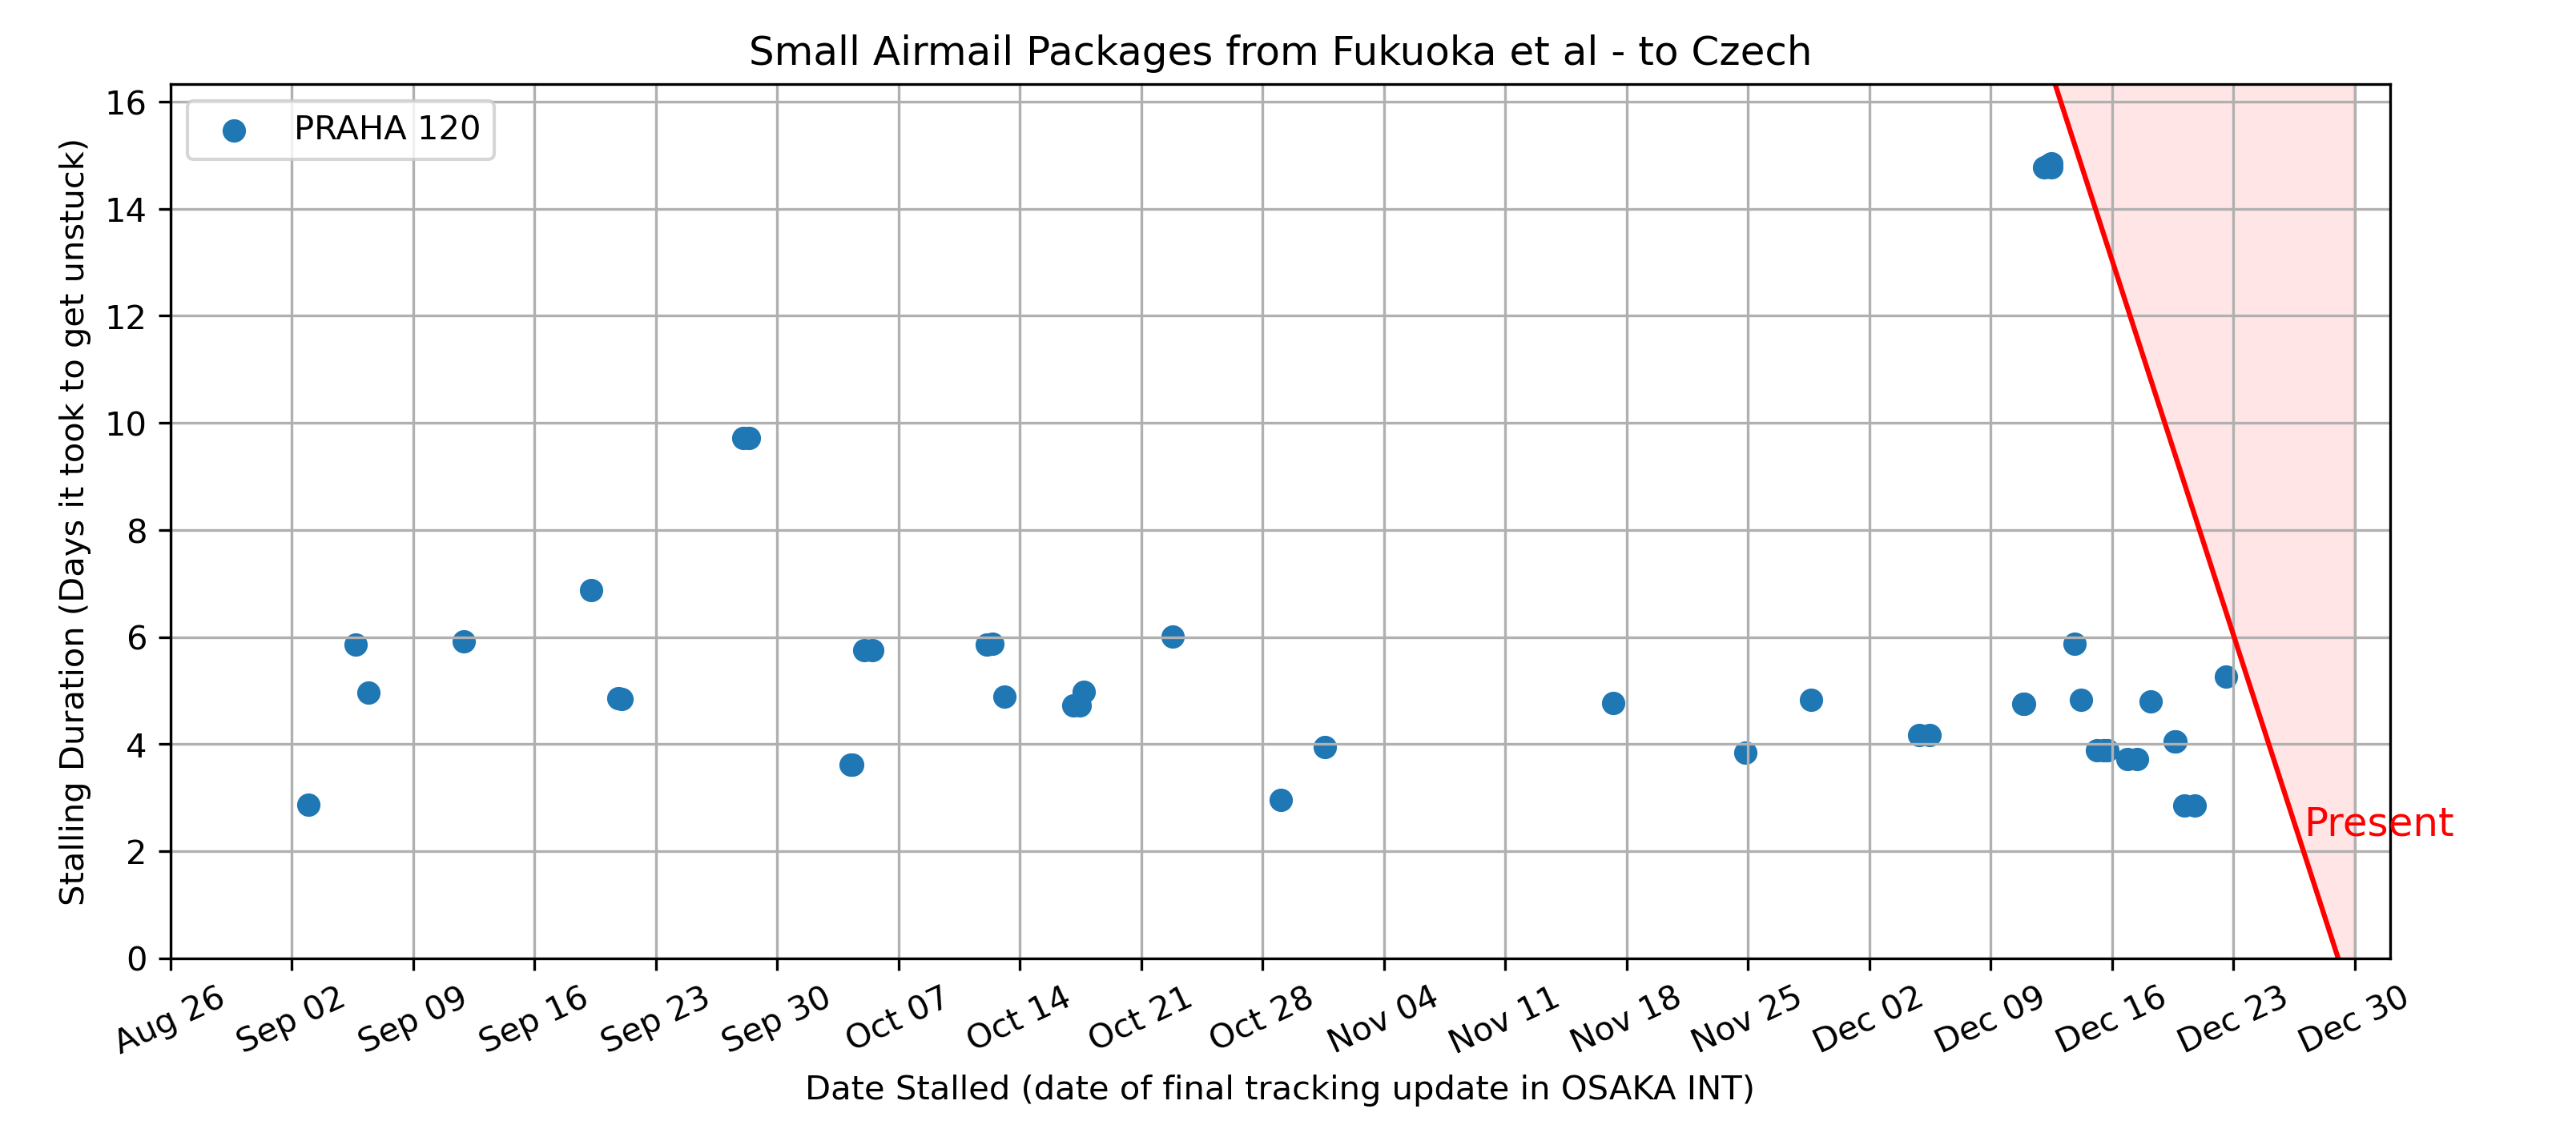 Small Airmail Packages from Fukuoka et al - to Czech
PRAHA 120
Stalling Duration (Days it took to get unstuck)
16
14
12
10
8
6
4
2
0
Present
Aug 26
Sep 02
Sep 09
Sep 16
Sep 23
Sep 30
Oct 07
Oct 14
Oct 21
Oct 28
Nov 04
Nov 11
Nov 18
Nov 25
Dec 02
Dec 09
Dec 16
Dec 23
Dec 30
Date Stalled (date of final tracking update in OSAKA INT)